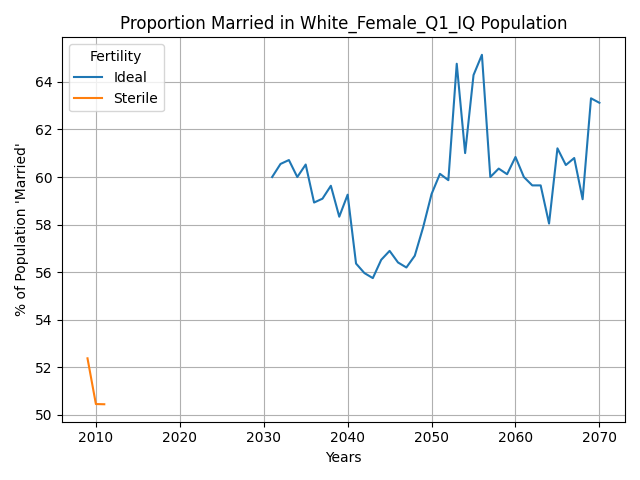 Proportion Married in White_Female_Q1_IQ Population
% of Population 'Married'
Fertility
Ideal
Sterile
64
62
60
58
56
54
52
50
2010 2020 2030 2040 2050 2060 2070
Years